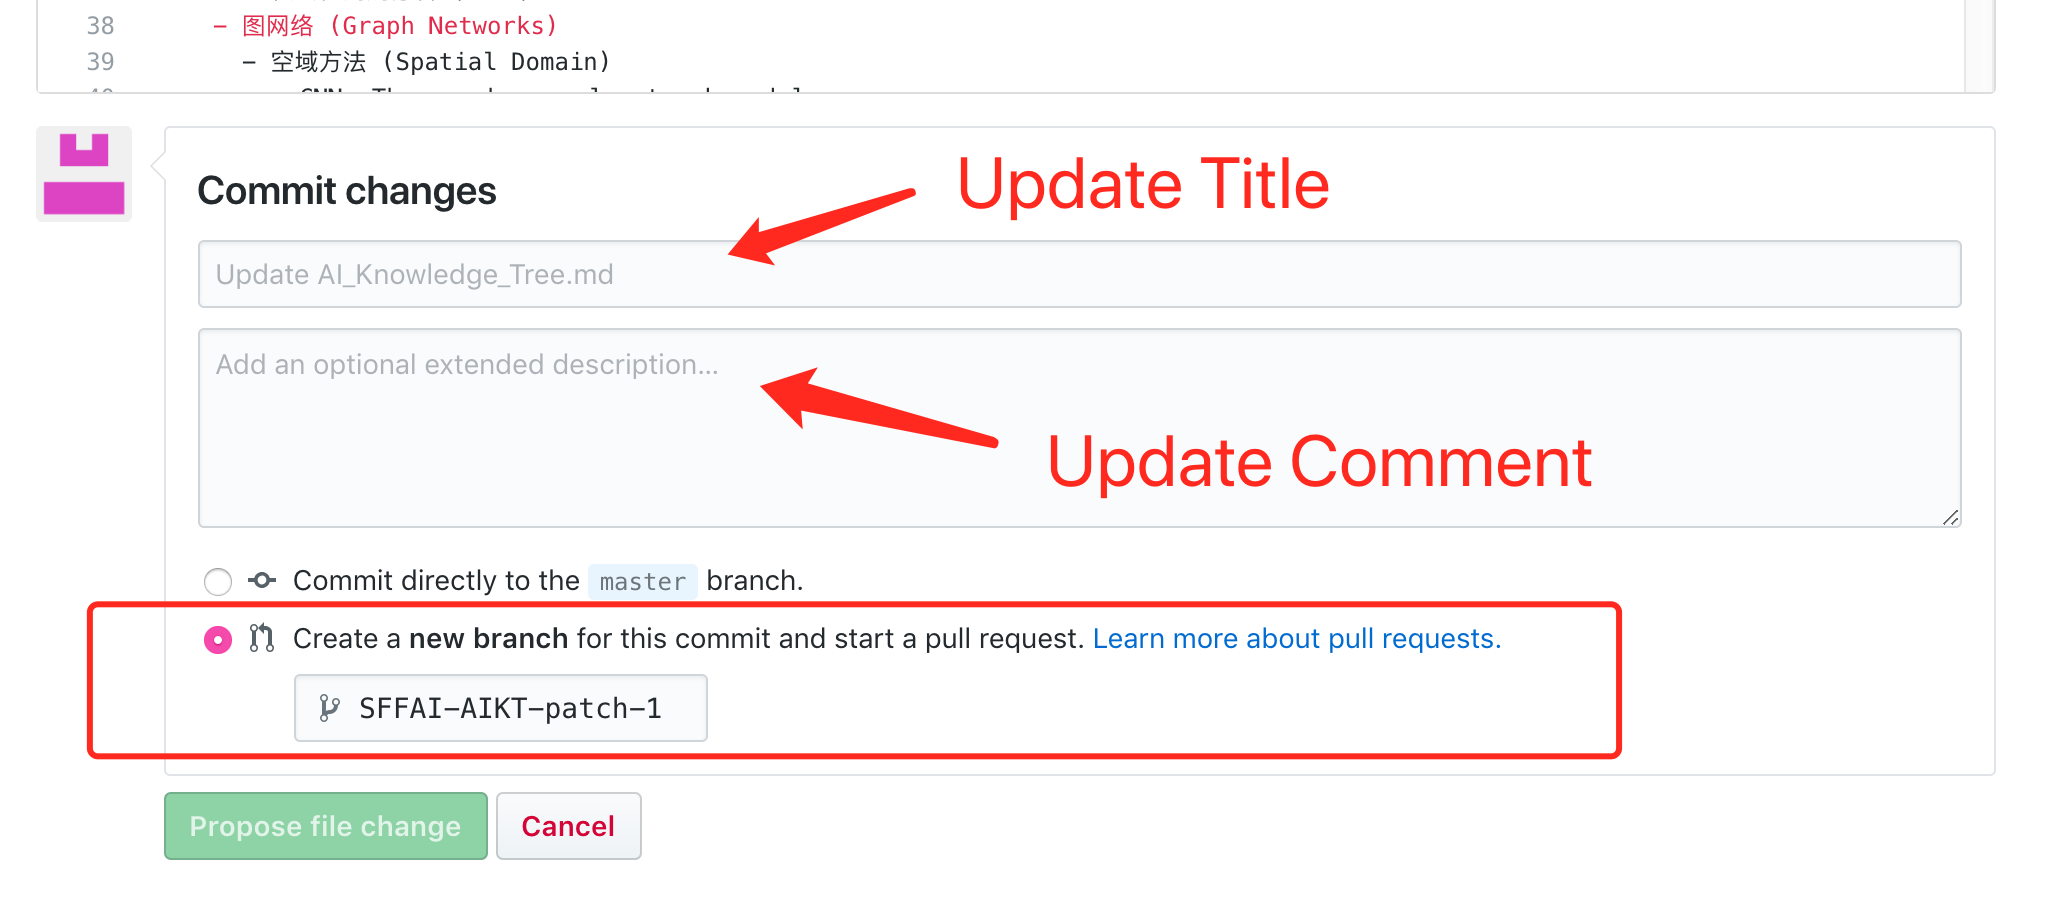 38 - 图网络 (Graph Networks)
39 - 空域方法 (Spatial Domain)
Commit changes
Update Title
Update AI_Knowledge_Tree.md
Add an optional extended description...
Update Comment
Commit directly to the master branch.
Create a new branch for this commit and start a pull request. Learn more about pull requests.
SFFAI-AIKT-patch-1
Propose file change
Cancel